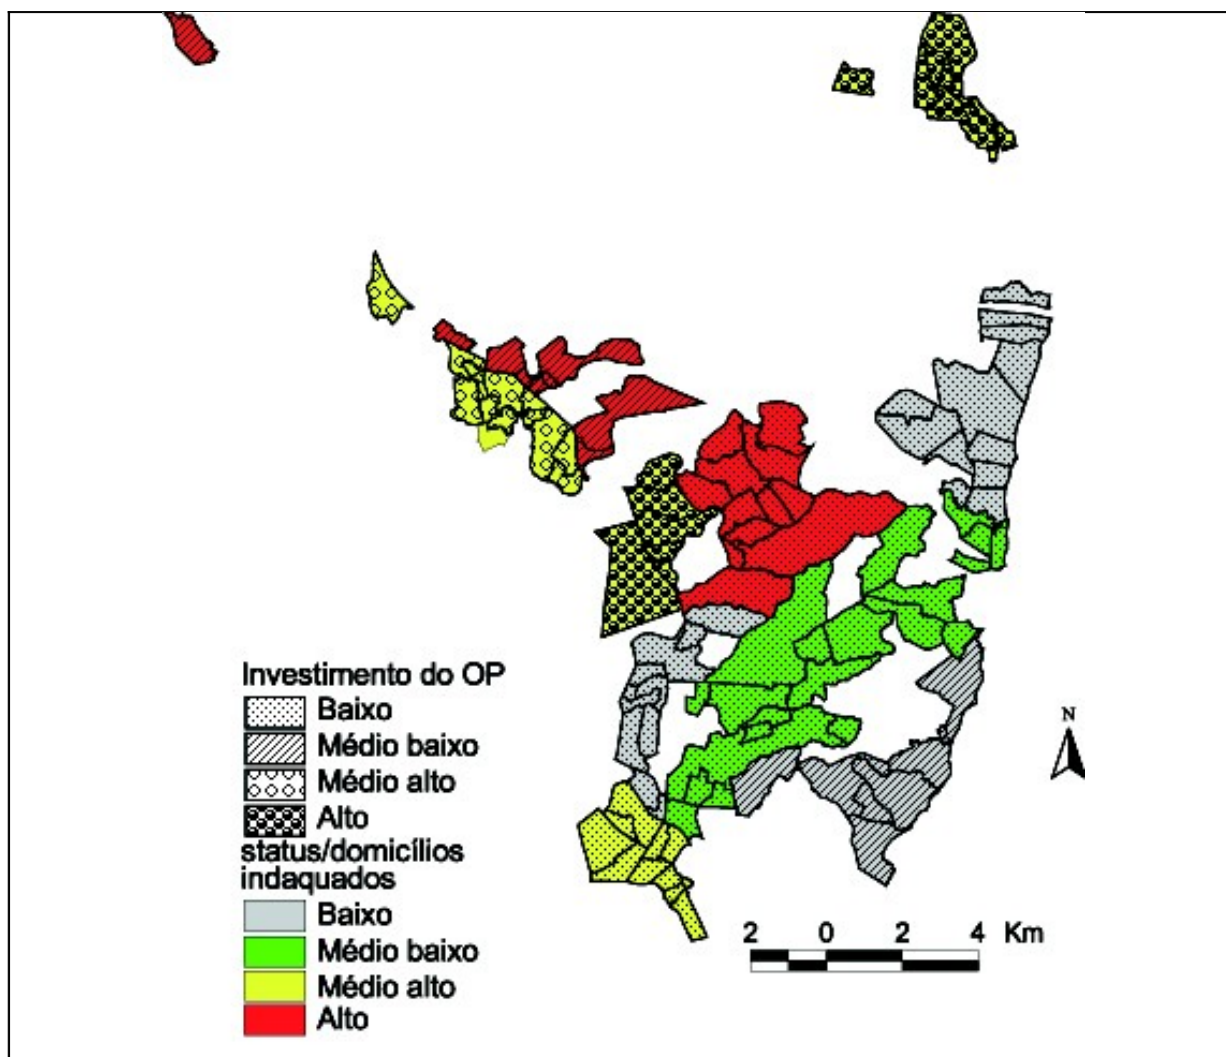 Investimento do OP
Baixo
Médio baixo
Médio alto
Alto
status/domicílios
indaquados
Baixo
Médio baixo
Médio alto
Alto
N
2 0 2 4 Km